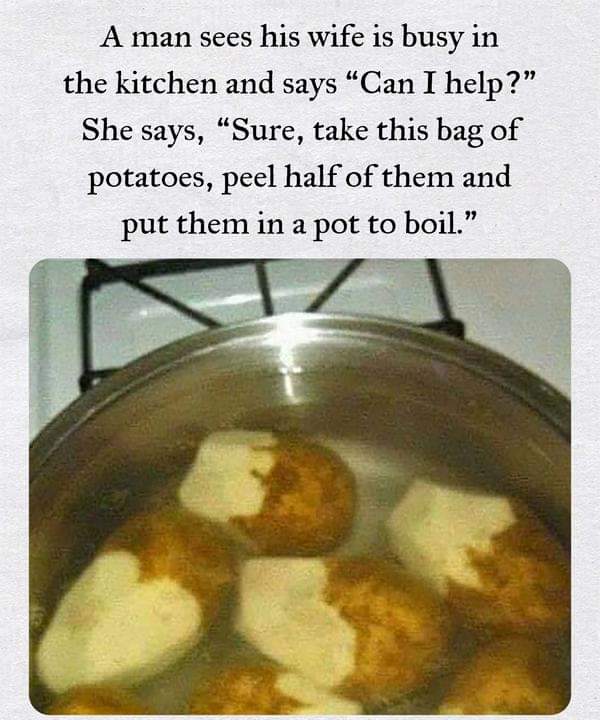 A man sees his wife is busy in
the kitchen and says “Can I help?”
She says, “Sure, take this bag of
potatoes, peel half of them and
put them in a pot to boil.”